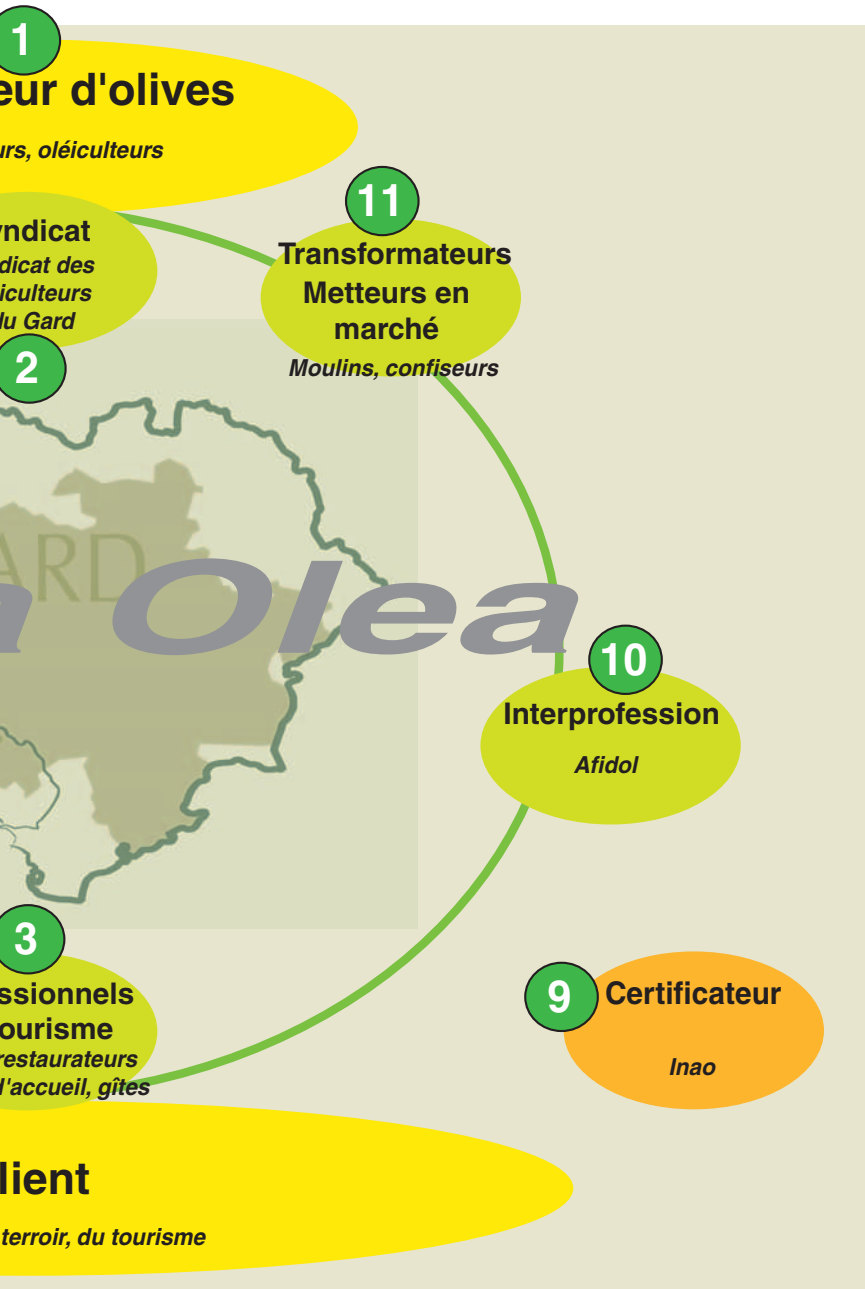 1
eur d'olives
urs, oléiculteurs
11
Transformateurs
Metteurs en
marché
Moulins, confiseurs
yndicat
dicat des
iculteurs
du Gard
2
ARD
a Olea
10
Interprofession
Afidol
3
ssionnels
ourisme
restaurateurs
l'accueil, gîtes
9
Certificateur
Inao
lient
terroir, du tourisme